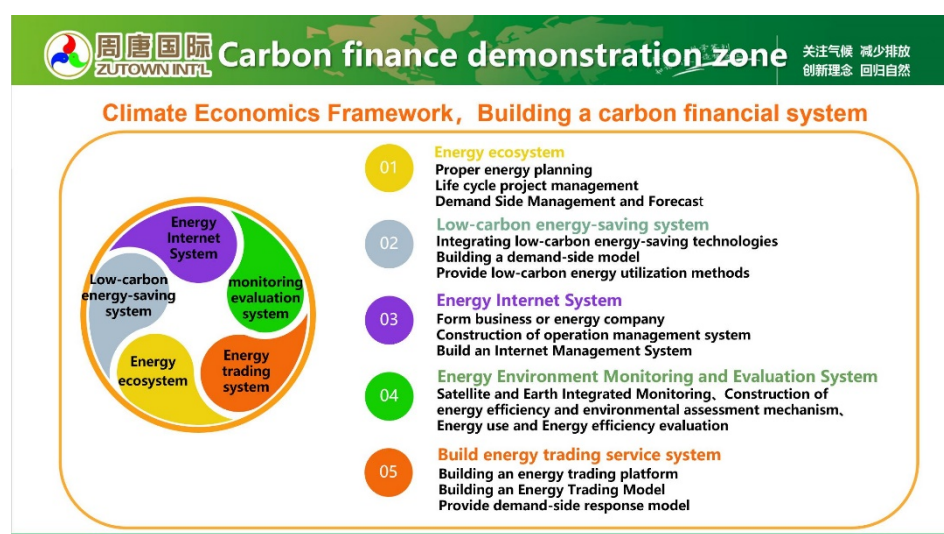 周唐国际
ZUTOWN INT'L
Carbon finance demonstration zone
关注气候 减少排放
创新理念 回归自然
Climate Economics Framework，Building a carbon financial system
Energy
Internet
System
monitoring
evaluation
system
Low-carbon
energy-saving
system
Energy
ecosystem
Energy
trading
system
01
Energy ecosystem
Proper energy planning
Life cycle project management
Demand Side Management and Forecast
02
Low-carbon energy-saving system
Integrating low-carbon energy-saving technologies
Building a demand-side model
Provide low-carbon energy utilization methods
03
Energy Internet System
Form business or energy company
Construction of operation management system
Build an Internet Management System
04
Energy Environment Monitoring and Evaluation System
Satellite and Earth Integrated Monitoring、Construction of
energy efficiency and environmental assessment mechanism、
Energy use and Energy efficiency evaluation
05
Build energy trading service system
Building an energy trading platform
Building an Energy Trading Model
Provide demand-side response model